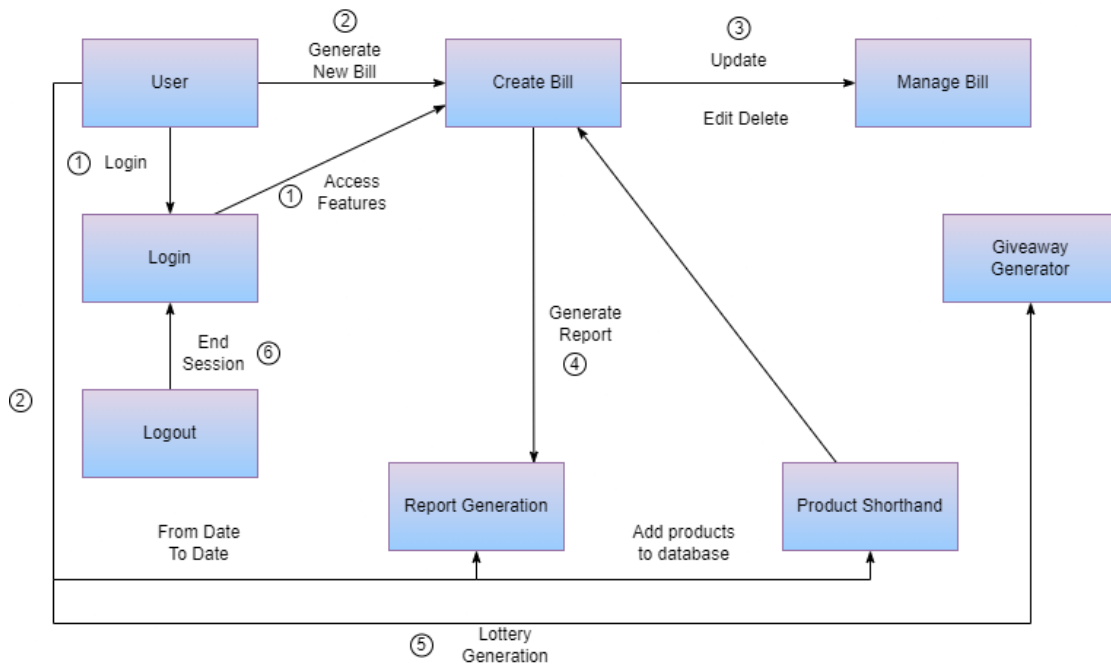 ②
Generate
New Bill
③
Update
User
Create Bill
Manage Bill
Edit Delete
① Login
① Access
Features
Login
Giveaway
Generator
End
Session ⑥
Generate
Report
④
②
Logout
Report Generation
Product Shorthand
From Date
To Date
Add products
to database
⑤ Lottery
Generation